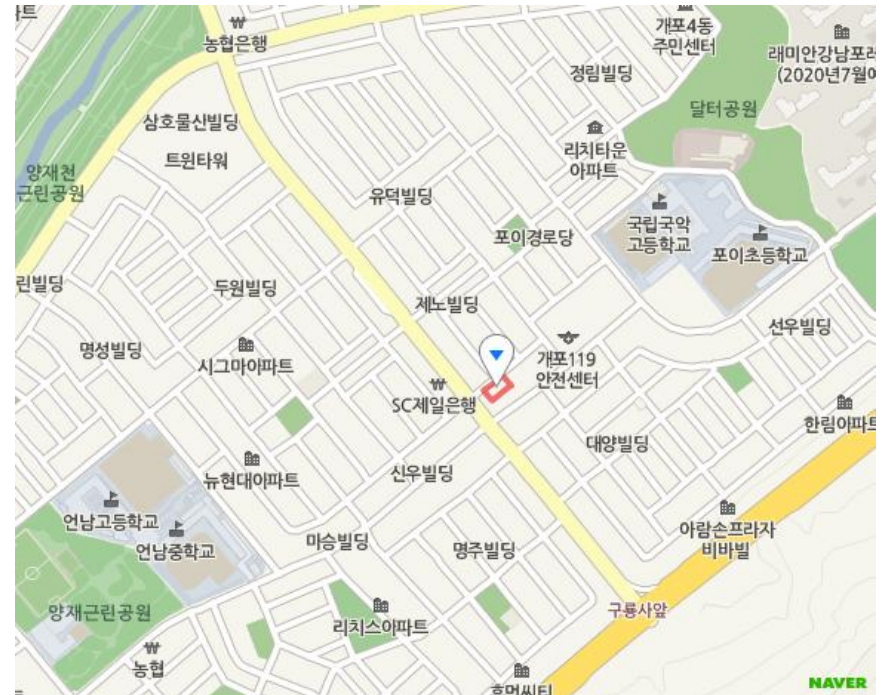 농협은행
개포4동
주민센터
래미안강남포레
(2020년7월
정림빌딩
달터공원
삼호물산빌딩
트윈타워
리치타운
아파트
양재천
근린공원
유덕빌딩
국립국악
고등학교
포이경로당
포이초등학교
린빌딩
두원빌딩
제노빌딩
선우빌딩
명성빌딩
시그마아파트
개포119
안전센터
SC제일은행
한림아파트
대양빌딩
뉴현대아파트
신우빌딩
언남고등학교
언남중학교
마승빌딩
명주빌딩
아람손프라자
비바빌
양재근린공원
구룡사앞
리치스아파트
농협
휴먼씨티
NAVER